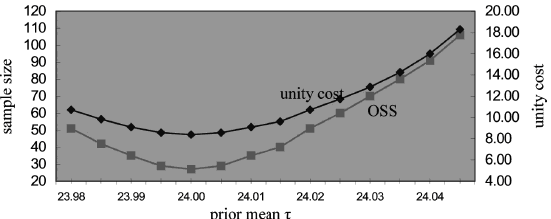 120 20.00
110 18.00
100 16.00
90 14.00
80 12.00
70 10.00
60 8.00
50 6.00
40 4.00
30
20
sample size
unity cost
unity cost
OSS
23.98 23.99 24.00 24.01 24.02 24.03 24.04
prior mean τ